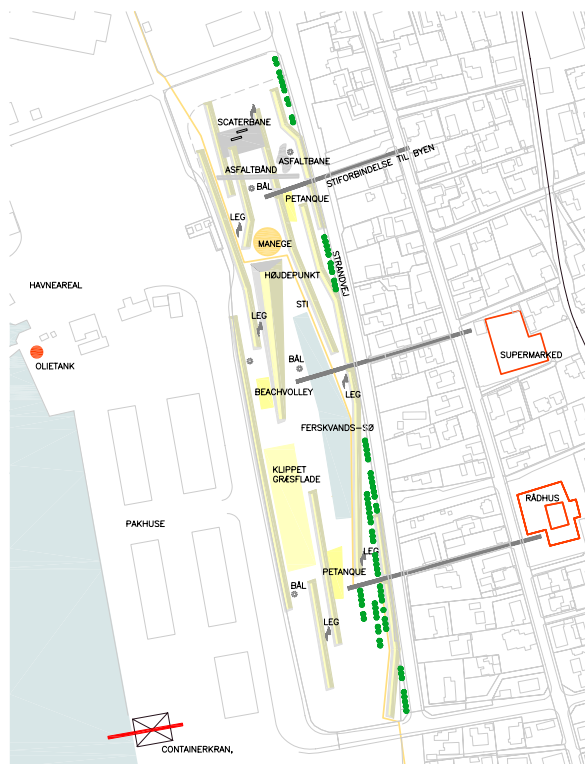 SCATERBANE
ASFALTBANE
STIFORBINDELSE TIL BYEN
ASFALTBÅND
BÅL
PETANQUE
LEG
MANEGE
STRANDVEJ
HØJDEPUNKT
HAVNEAREAL
STI
LEG
SUPERMARKED
OLIETANK
BÅL
BEACHVOLLEY
LEG
FERSKVANDS-SØ
KLIPPET
GRÆSFLADE
RÅDHUS
PAKHUSE
LEG
PETANQUE
BÅL
LEG
CONTAINERKRAN,